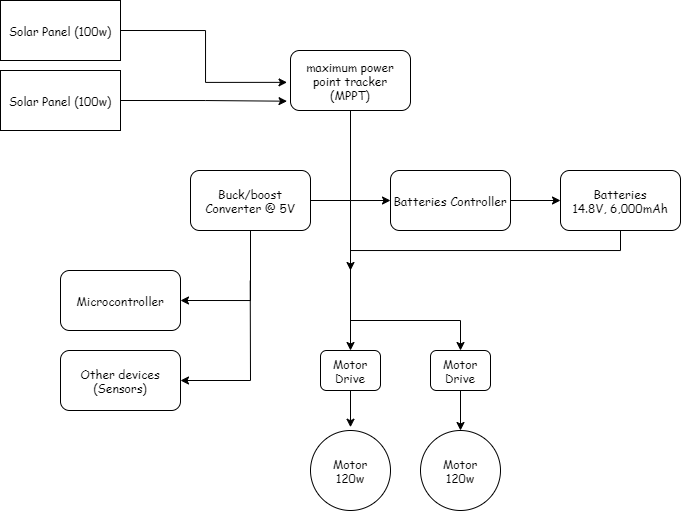 Solar Panel (100w)
Solar Panel (100w)
maximum power
point tracker
(MPPT)
Buck/boost
Converter @ 5V
Batteries Controller
Batteries
14.8V, 6,000mAh
Microcontroller
Other devices
(Sensors)
Motor
Drive
Motor
Drive
Motor
120w
Motor
120w